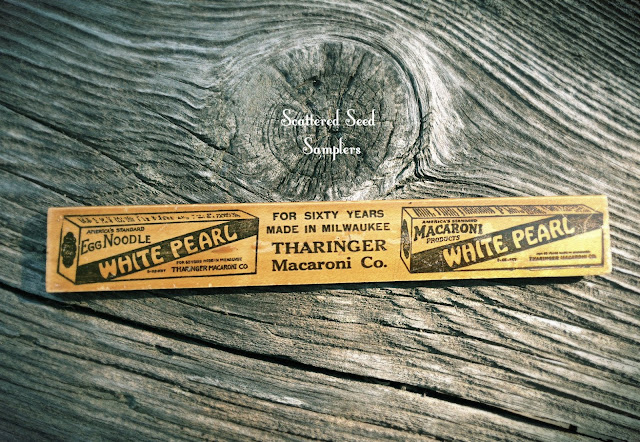 Scattered Seed
Samplers
AMERICA'S STANDARD
EGG NOODLE
WHITE PEARL
THARINGER MACARONI CO.
FOR SIXTY YEARS
MADE IN MILWAUKEE
THARINGER
Macaroni Co.
AMERICA'S STANDARD
MACARONI
PRODUCTS
WHITE PEARL
THARINGER MACARONI CO.